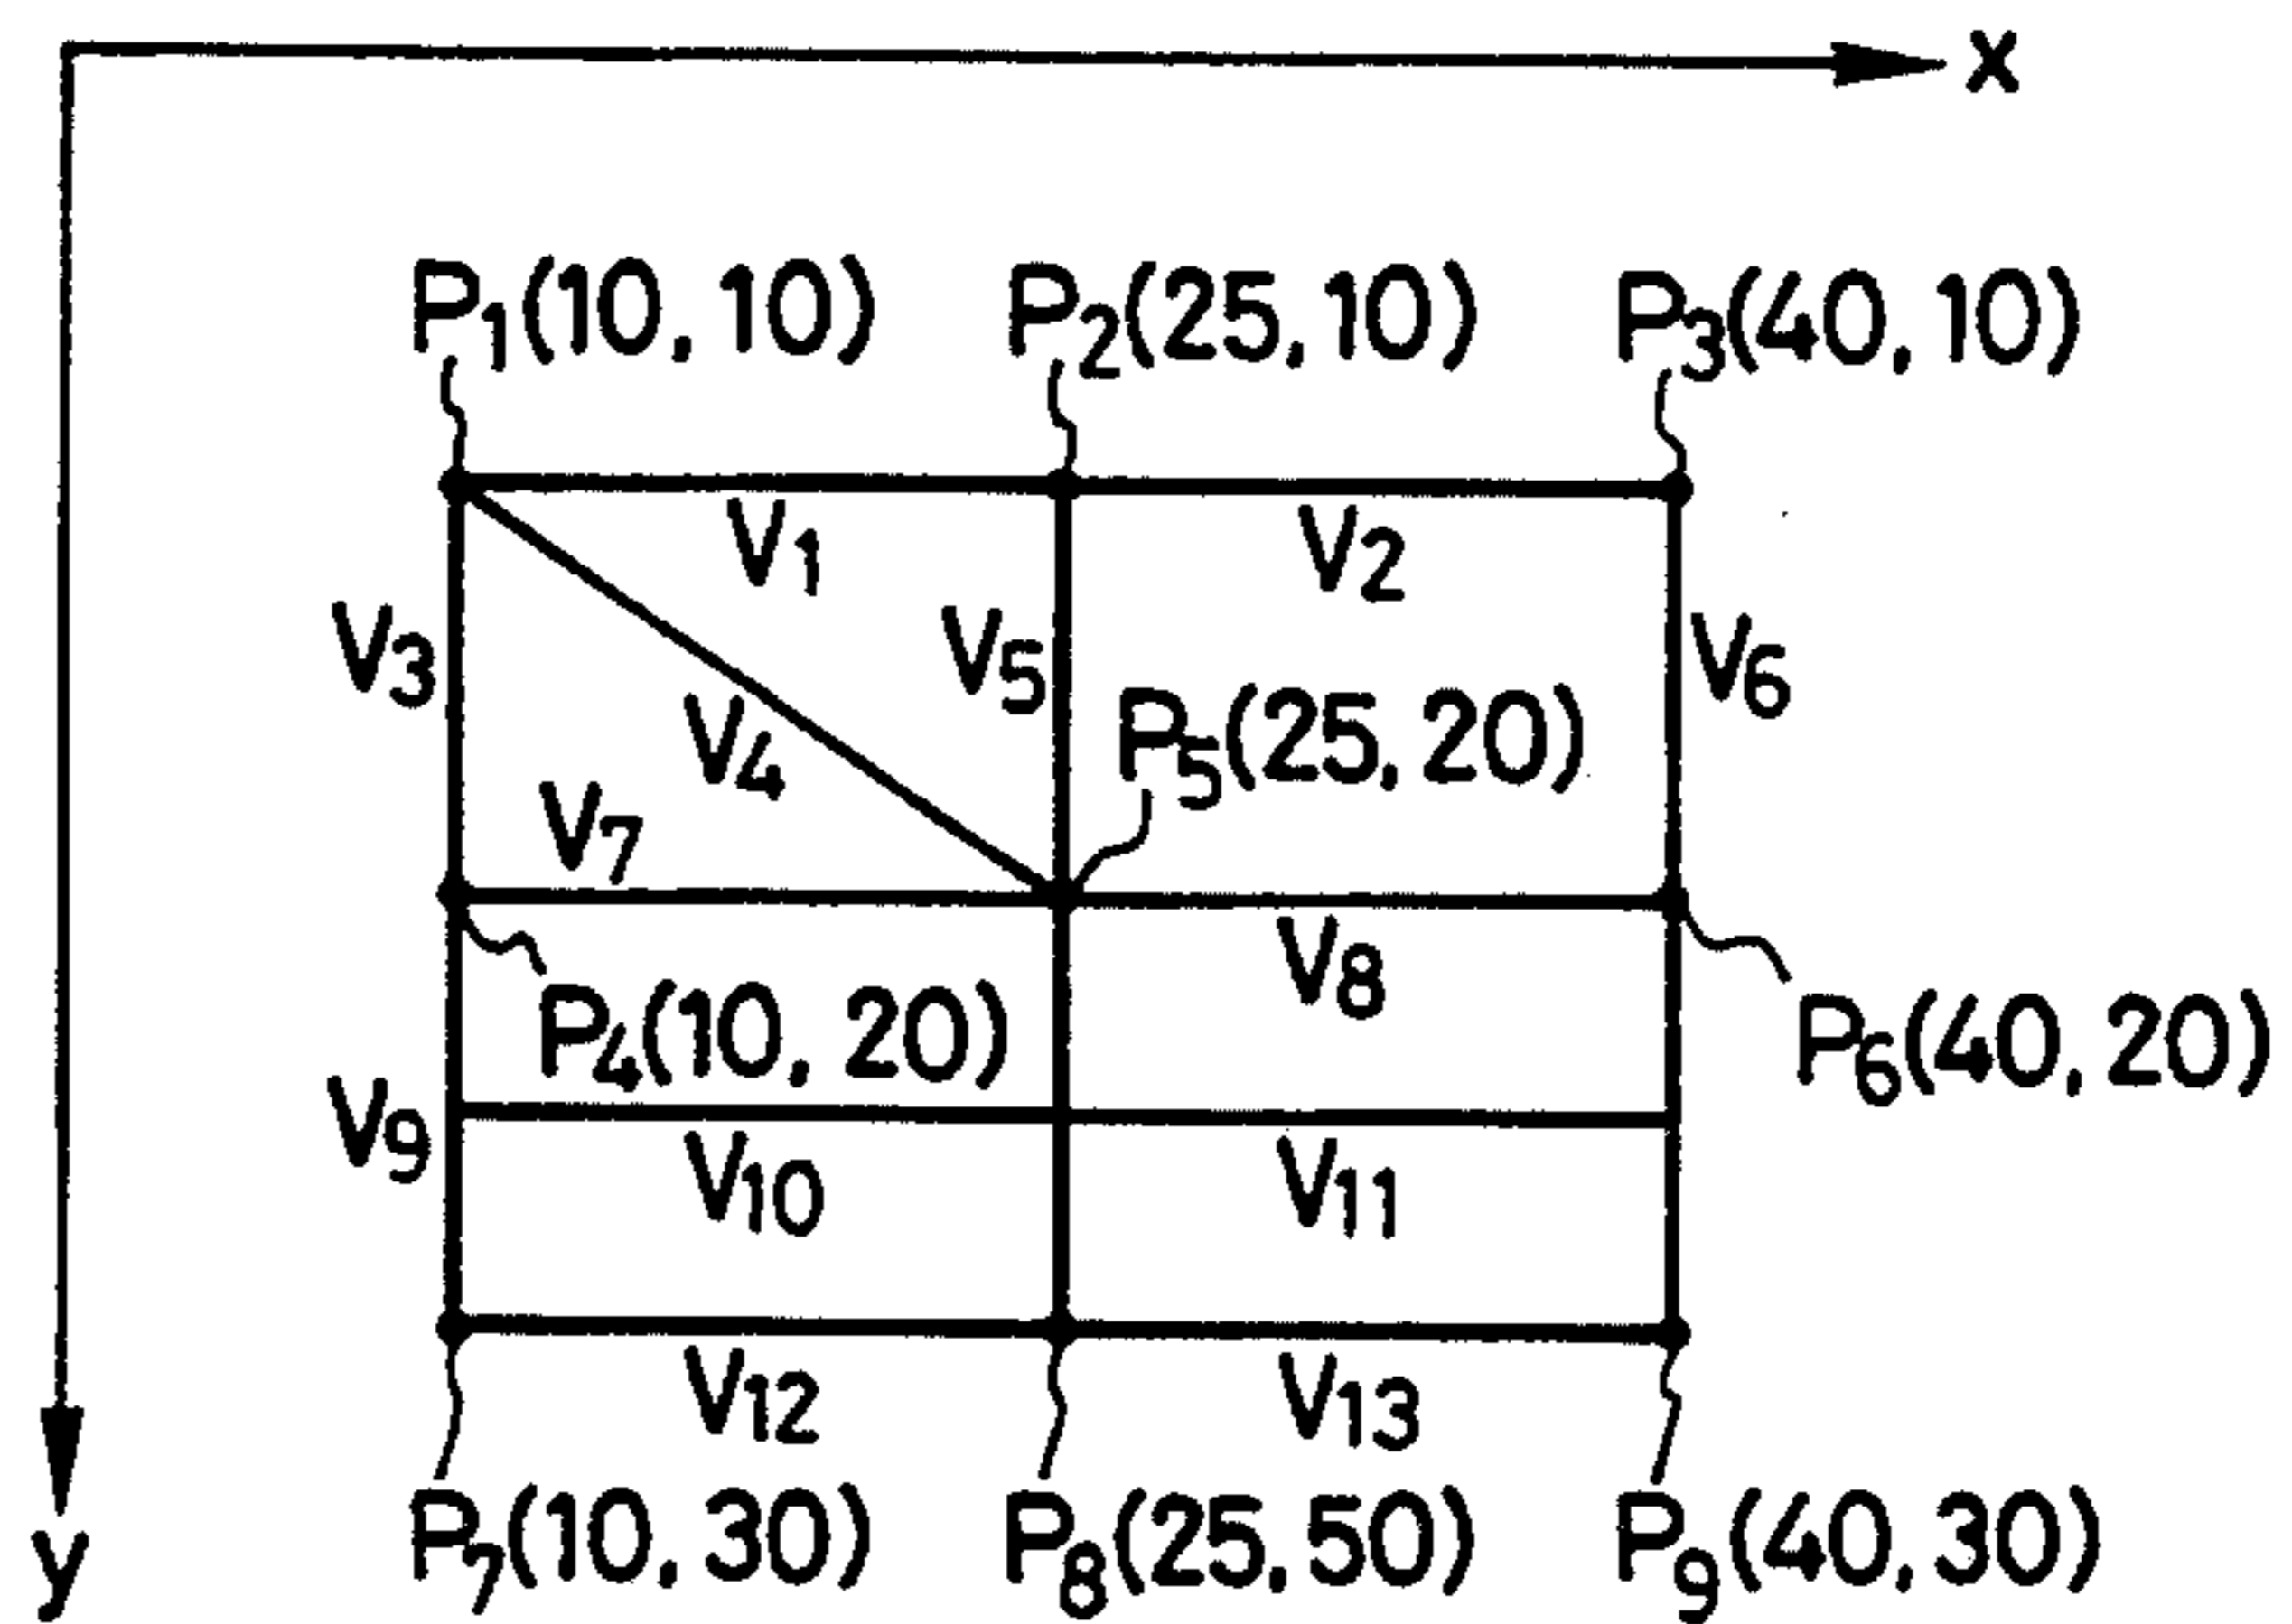 x
P1(10, 10)
P2(25, 10)
P3(40, 10)
V1
V2
V3
V5
V6
V4
P5(25, 20)
V7
V8
P4(10, 20)
P6(40, 20)
V9
V10
V11
V12
V13
P7(10, 30)
P8(25, 50)
P9(40, 30)
y